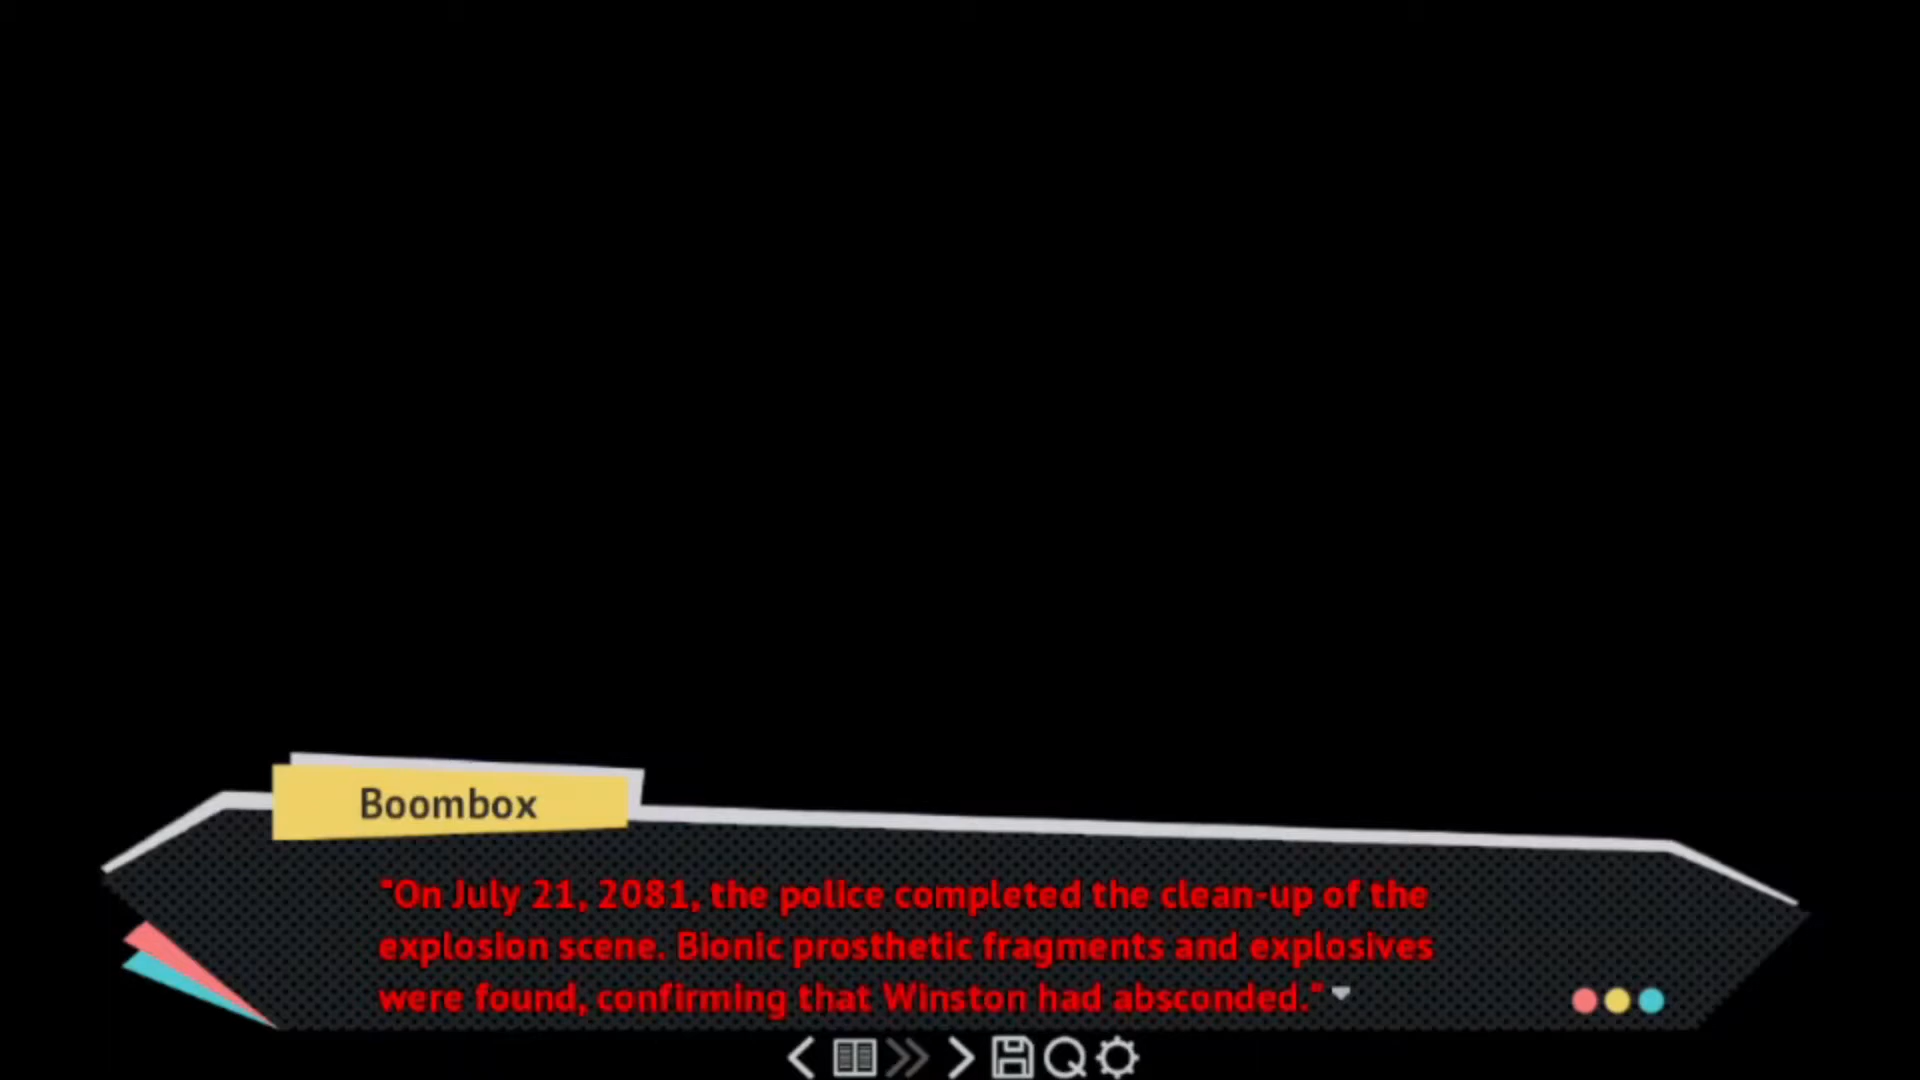 Boombox
"On July 21, 2081, the police completed the clean-up of the
explosion scene. Bionic prosthetic fragments and explosives
were found, confirming that Winston had absconded."